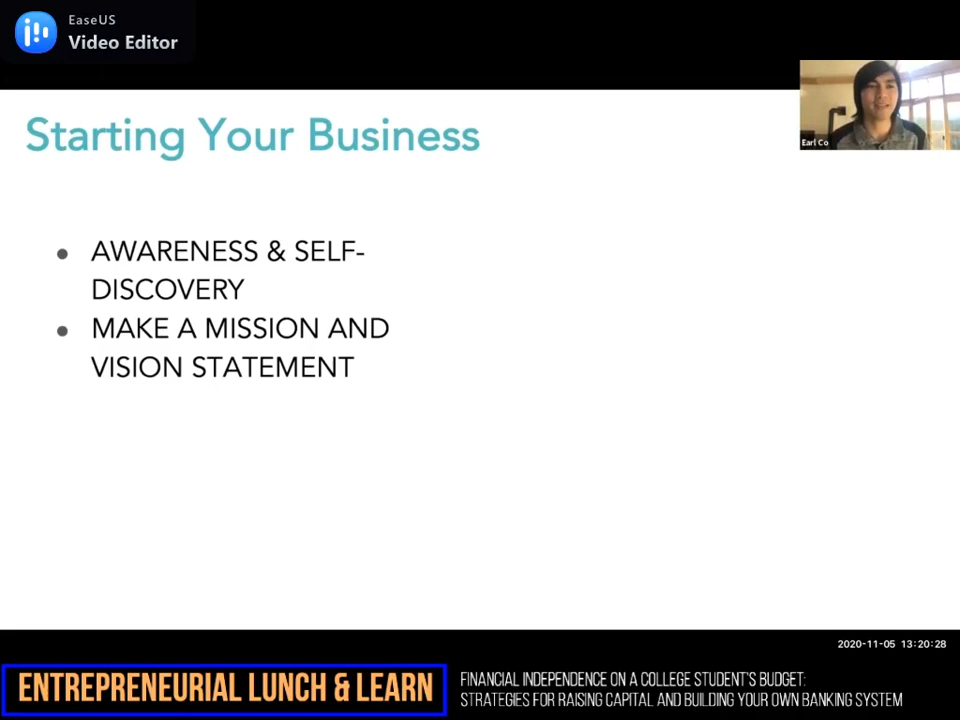 EaseUS
Video Editor
Starting Your Business
Earl Co
AWARENESS & SELF-
DISCOVERY
MAKE A MISSION AND
VISION STATEMENT
2020-11-05 13:20:28
ENTREPRENEURIAL LUNCH & LEARN
FINANCIAL INDEPENDENCE ON A COLLEGE STUDENT'S BUDGET:
STRATEGIES FOR RAISING CAPITAL AND BUILDING YOUR OWN BANKING SYSTEM